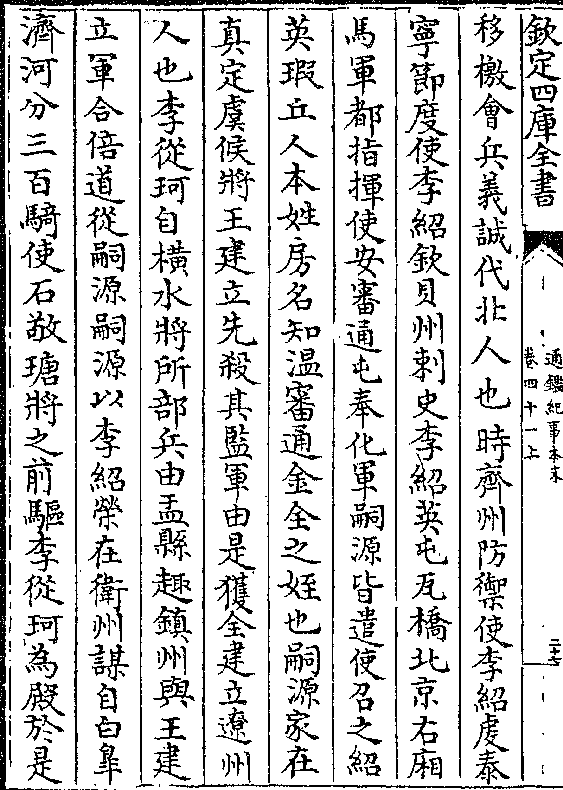 欽定四庫全書
通鑑紀事本末
卷四十一上
二十七
移檄會兵義誠代北人也時齊州防禦使李紹虔泰
寧節度使李紹欽貝州刺史李紹英屯瓦橋北京右廂
馬軍都指揮使安審通屯奉化軍嗣源皆遣使召之紹
英瑕丘人本姓房名知温審通金全之姪也嗣源家在
真定虞候將王建立先殺其監軍由是獲全建立遼州
人也李從珂自橫水將所部兵由盂縣趣鎮州與王建
立軍合倍道從嗣源嗣源以李紹榮在衛州謀自白臯
濟河分三百騎使石敬瑭將之前驅李從珂為殿於是